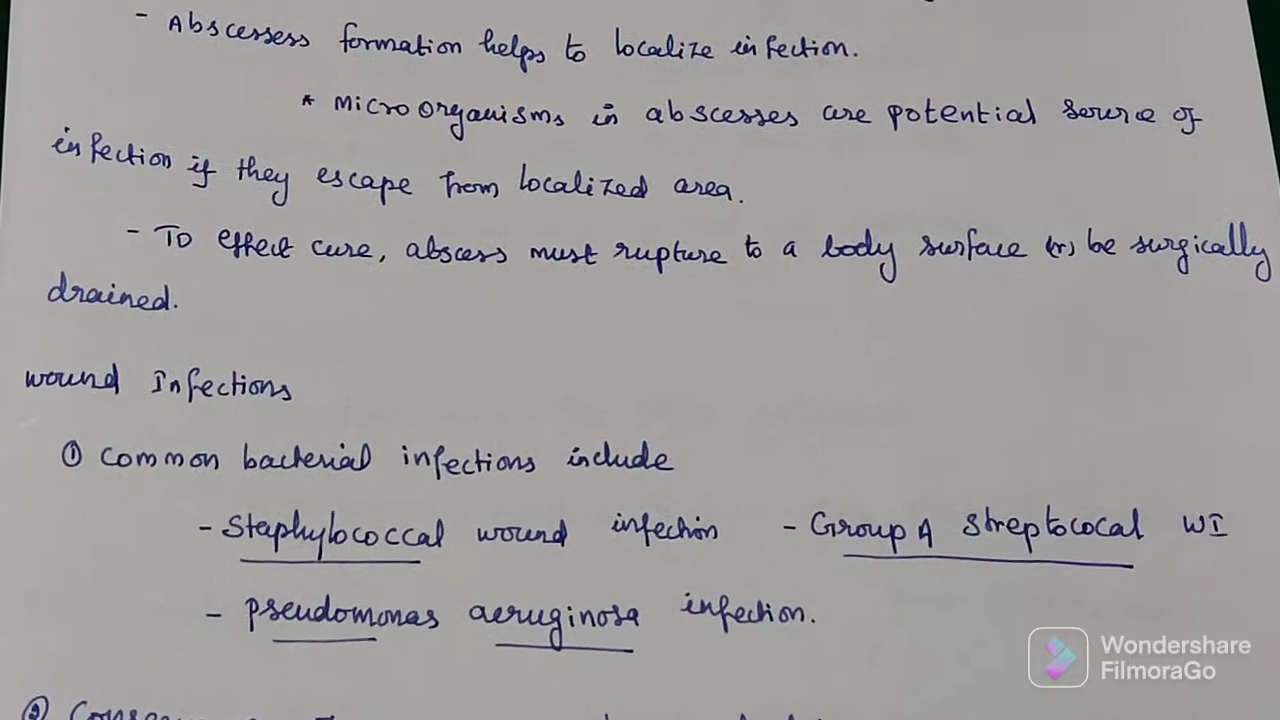 - Abscessess formation helps to localize infection.
* Microorganisms in abscesses are potential source of
infection if they escape from localized area.
- To effect cure, abscess must rupture to a body surface (or) be surgically
drained.
Wound Infections
① Common bacterial infections include
- Staphylococcal wound infection - Group A Streptococal WI
- Pseudomonas aeruginosa infection.
②
Wondershare
FilmoraGo